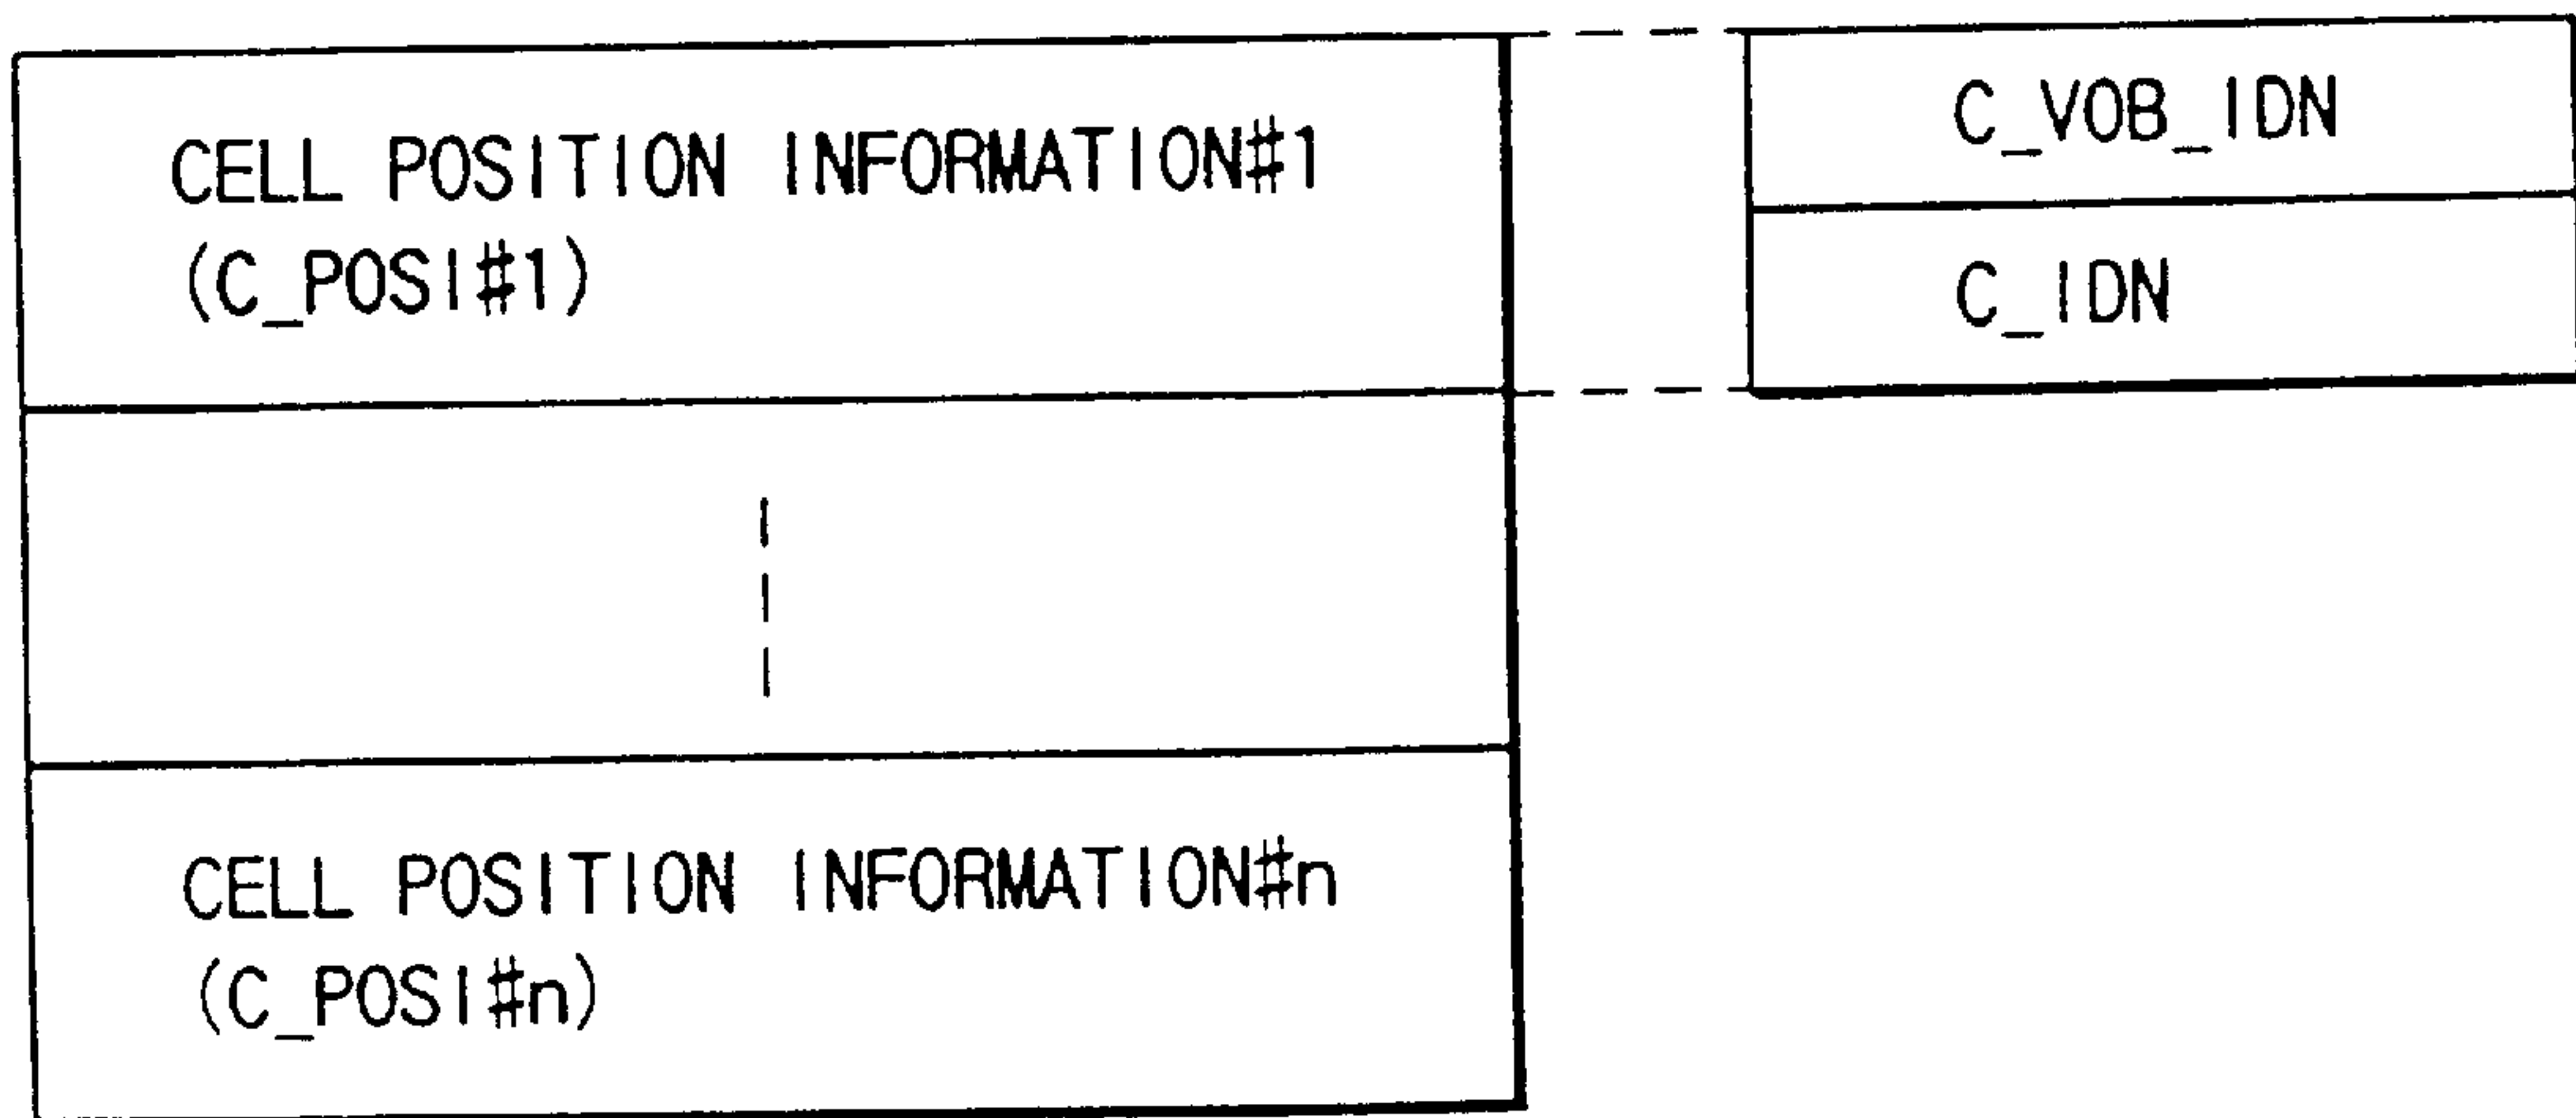 CELL POSITION INFORMATION#1
(C_POSI#1)
C_VOB_IDN
C_IDN
CELL POSITION INFORMATION#n
(C_POSI#n)